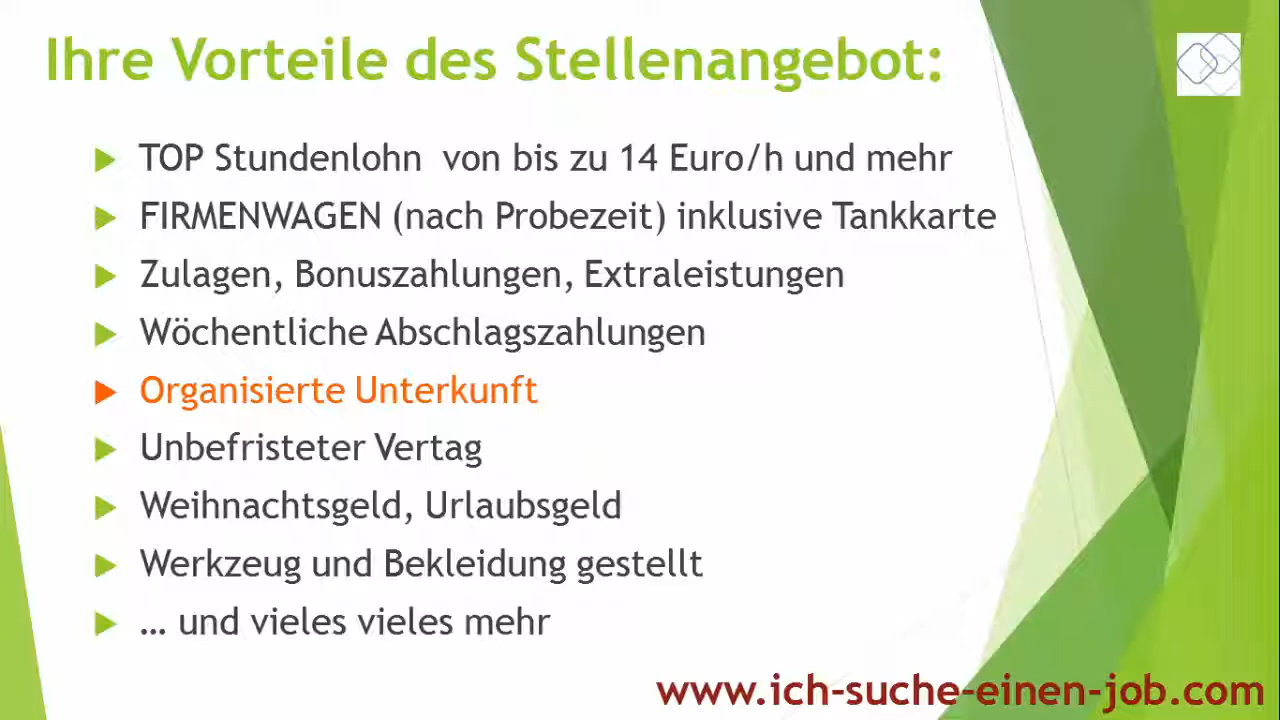 Ihre Vorteile des Stellenangebot:
TOP Stundenlohn von bis zu 14 Euro/h und mehr
FIRMENWAGEN (nach Probezeit) inklusive Tankkarte
Zulagen, Bonuszahlungen, Extraleistungen
Wöchentliche Abschlagszahlungen
Organisierte Unterkunft
Unbefristeter Vertag
Weihnachtsgeld, Urlaubsgeld
Werkzeug und Bekleidung gestellt
… und vieles vieles mehr
www.ich-suche-einen-job.com